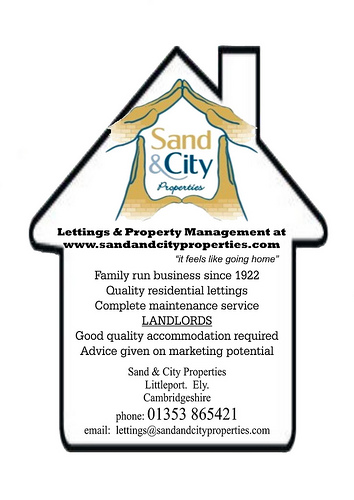 Sand
&City
Properties
Lettings & Property Management at
www.sandandcityproperties.com
"it feels like going home"
Family run business since 1922
Quality residential lettings
Complete maintenance service
LANDLORDS
Good quality accommodation required
Advice given on marketing potential
Sand & City Properties
Littleport.  Ely.
Cambridgeshire
phone: 01353 865421
email:  lettings@sandandcityproperties.com